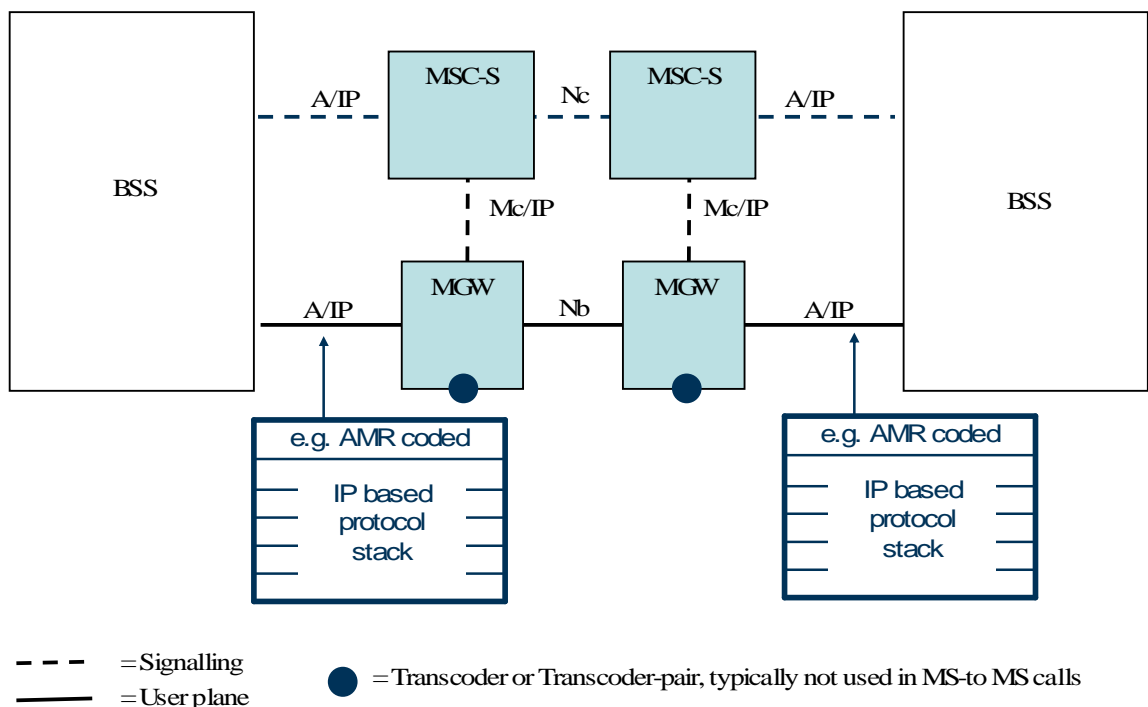 MSC-S
MSC-S
A/IP
Nc
A/IP
BSS
BSS
Mc/IP
Mc/IP
MGW
MGW
A/IP
Nb
A/IP
e.g. AMR coded
IP based
protocol
stack
e.g. AMR coded
IP based
protocol
stack
= Signalling
= User plane
= Transcoder or Transcoder-pair, typically not used in MS-to MS calls